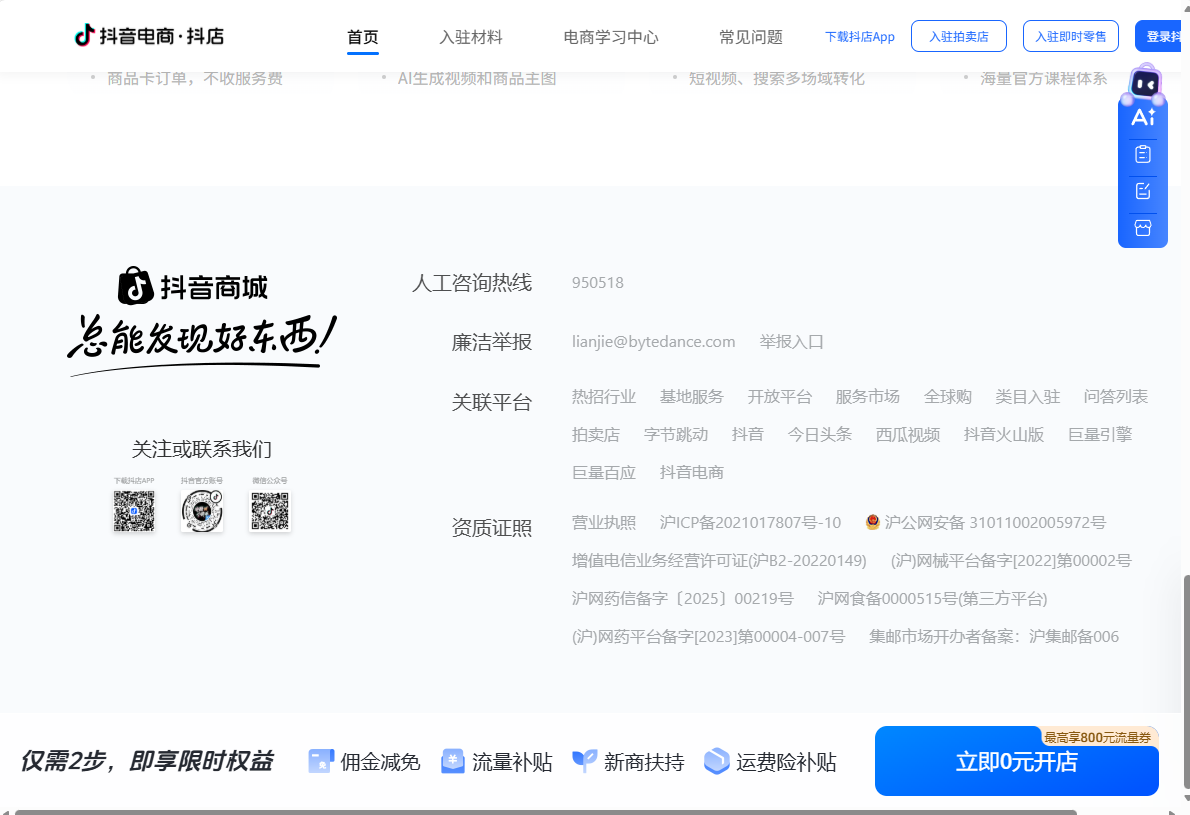 抖音电商·抖店 首页 入驻材料 电商学习中心 常见问题 下载抖店App 入驻拍卖店 入驻即时零售 登录抖
• 商品卡订单，不收服务费 • AI生成视频和商品主图 • 短视频、搜索多场域转化 • 海量官方课程体系
Ai
抖音商城
总能发现好东西！
关注或联系我们
下载抖店APP 抖音官方账号 微信公众号
人工咨询热线 950518
廉洁举报 lianjie@bytedance.com 举报入口
关联平台 热招行业 基地服务 开放平台 服务市场 全球购 类目入驻 问答列表
拍卖店 字节跳动 抖音 今日头条 西瓜视频 抖音火山版 巨量引擎
巨量百应 抖音电商
资质证照 营业执照 沪ICP备2021017807号-10 沪公网安备 31011002005972号
增值电信业务经营许可证(沪B2-20220149) (沪)网械平台备字[2022]第00002号
沪网药信备字〔2025〕00219号 沪网食备0000515号(第三方平台)
(沪)网药平台备字[2023]第00004-007号 集邮市场开办者备案：沪集邮备006
仅需2步，即享限时权益 佣金减免 流量补贴 新商扶持 运费险补贴
最高享800元流量券
立即0元开店